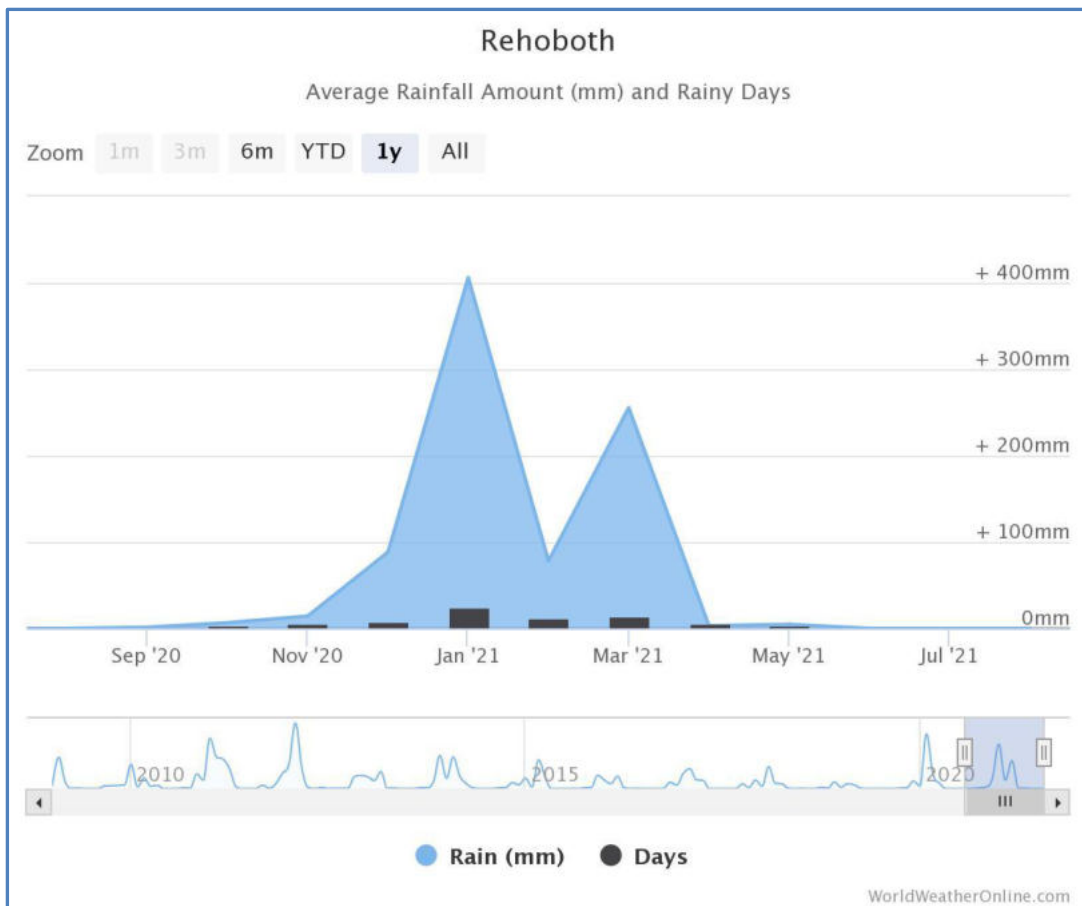 Rehoboth
Average Rainfall Amount (mm) and Rainy Days
Zoom 1m 3m 6m YTD 1y All
+ 400mm
+ 300mm
+ 200mm
+ 100mm
0mm
Sep '20 Nov '20 Jan '21 Mar '21 May '21 Jul '21
2010 2015 2020
Rain (mm) Days
WorldWeatherOnline.com